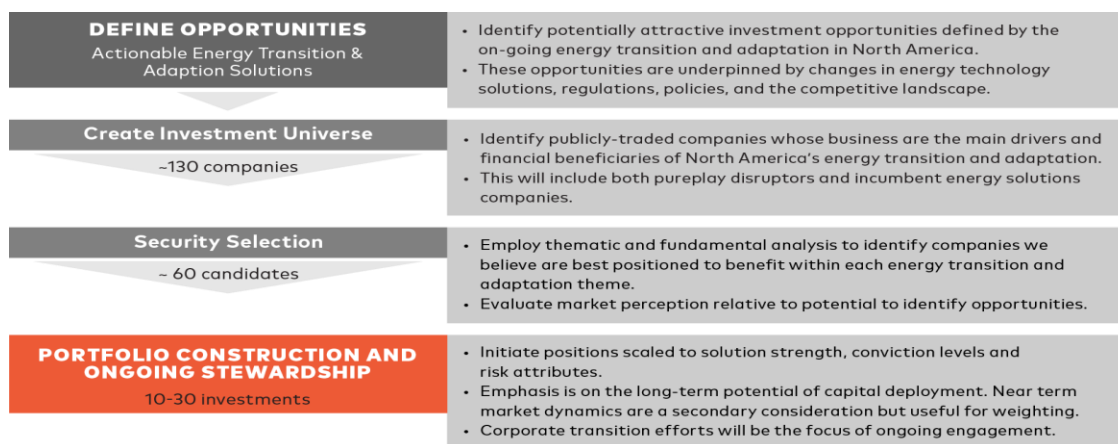 DEFINE OPPORTUNITIES
Actionable Energy Transition &
Adaption Solutions
• Identify potentially attractive investment opportunities defined by the
on-going energy transition and adaptation in North America.
• These opportunities are underpinned by changes in energy technology
solutions, regulations, policies, and the competitive landscape.
Create Investment Universe
~130 companies
• Identify publicly-traded companies whose business are the main drivers and
financial beneficiaries of North America's energy transition and adaptation.
• This will include both pureplay disruptors and incumbent energy solutions
companies.
Security Selection
~ 60 candidates
• Employ thematic and fundamental analysis to identify companies we
believe are best positioned to benefit within each energy transition and
adaptation theme.
• Evaluate market perception relative to potential to identify opportunities.
PORTFOLIO CONSTRUCTION AND
ONGOING STEWARDSHIP
10-30 investments
• Initiate positions scaled to solution strength, conviction levels and
risk attributes.
• Emphasis is on the long-term potential of capital deployment. Near term
market dynamics are a secondary consideration but useful for weighting.
• Corporate transition efforts will be the focus of ongoing engagement.